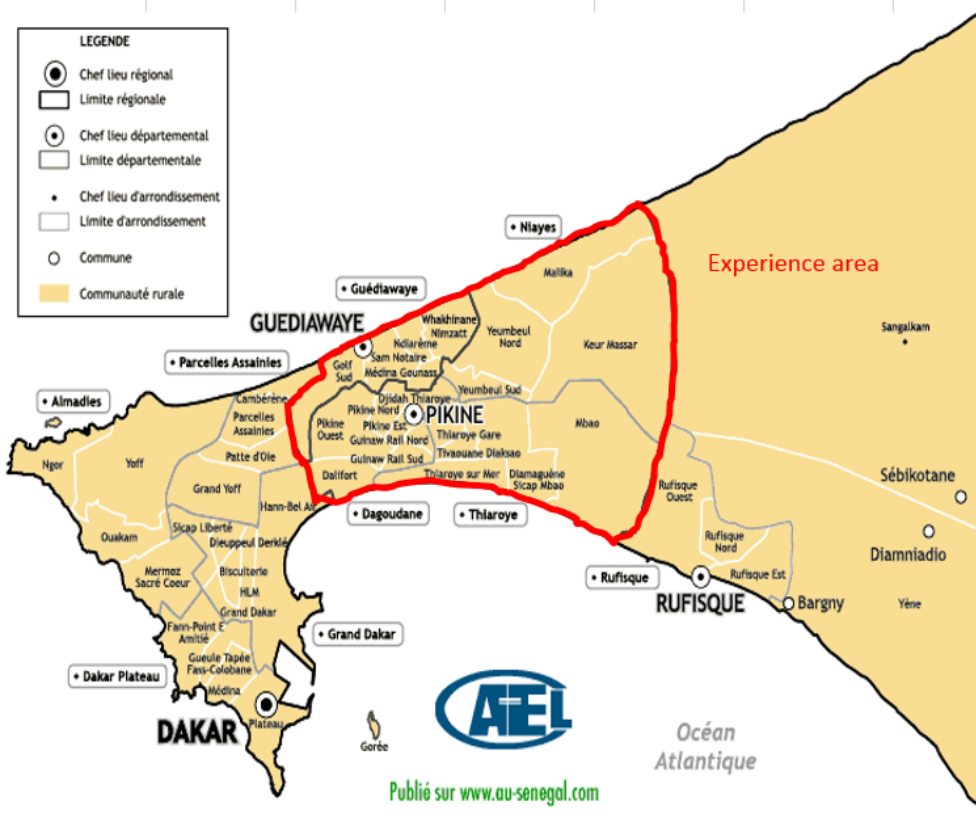 LEGENDE
Chef lieu régional
Limite régionale
Chef lieu départemental
Limite départementale
Chef lieu d'arrondissement
Limite d'arrondissement
Commune
Communauté rurale
• Niayes
Experience area
Malika
• Guédiawaye
GUEDIAWAYE
Whakhinane
Nimzatt
Yeumbeul
Nord
Keur Massar
Sangalkam
Ndiarème
Sam Notaire
Golf
Sud
Médina Gounass
• Parcelles Assainies
• Almadies
Cambérène
Parcelles
Assainies
Yeumbeul Sud
Djidah Thiaroye
Pikine Nord
PIKINE
Pikine
Ouest
Pikine Est
Guinaw Rail Nord
Thiaroye Gare
Mbao
Patte d'Oie
Guinaw Rail Sud
Tivaouane Diaksao
Ngor
Yoff
Dalifort
Thiaroye sur Mer
Diamaguène
Sicap Mbao
Grand Yoff
Hann-Bel Air
• Dagoudane
• Thiaroye
Rufisque
Ouest
Sébikotane
Sicap Liberté
Ouakam
Dieuppeul Derklé
Rufisque
Nord
Diamniadio
Mermoz
Sacré Coeur
Biscuiterie
HLM
• Rufisque
Rufisque Est
RUFISQUE
Bargny
Yène
Grand Dakar
Fann-Point E
Amitié
• Grand Dakar
Gueule Tapée
Fass-Colobane
• Dakar Plateau
Médina
DAKAR
Plateau
Gorée
AEL
Océan
Atlantique
Publié sur www.au-senegal.com